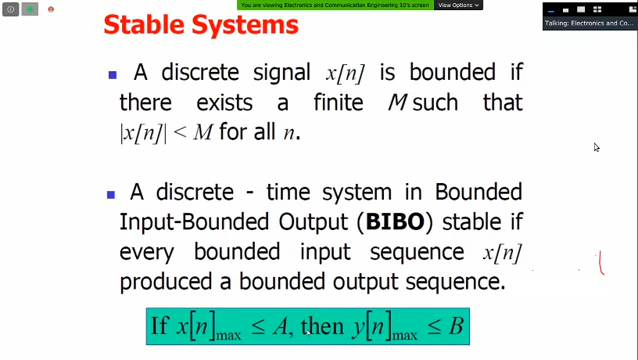 You are viewing Electronics and Communication Engineering 10's screen
View Options
Talking: Electronics and Co...
Stable Systems
A discrete signal x[n] is bounded if
there exists a finite M such that
|x[n]| < M for all n.
A discrete - time system in Bounded
Input-Bounded Output (BIBO) stable if
every bounded input sequence x[n]
produced a bounded output sequence.
If x[n]max ≤ A, then y[n]max ≤ B